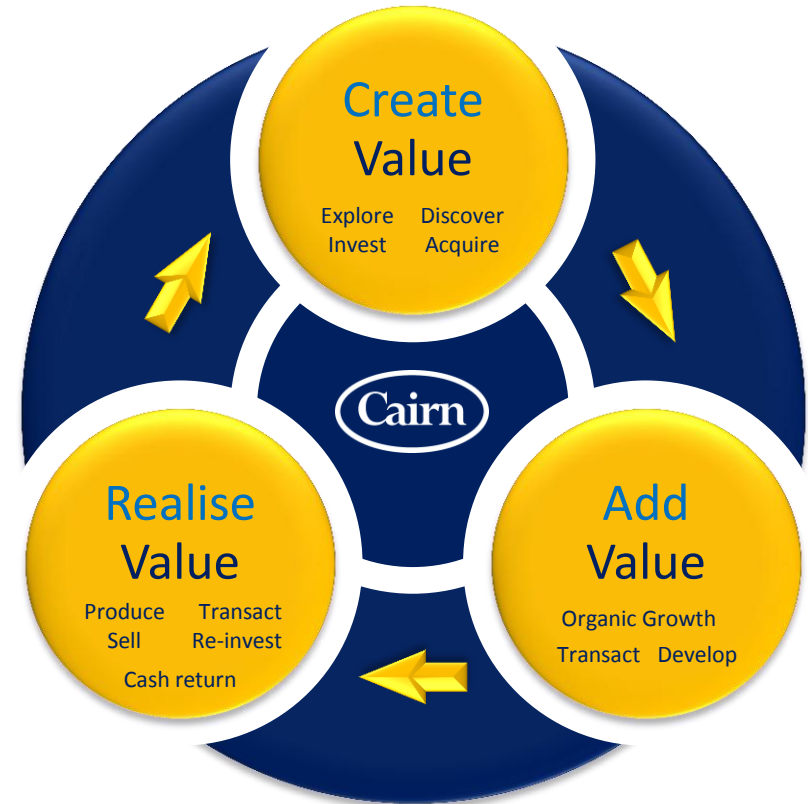 Create
Value
Explore Discover
Invest Acquire
Cairn
Realise
Value
Produce Transact
Sell Re-invest
Cash return
Add
Value
Organic Growth
Transact Develop